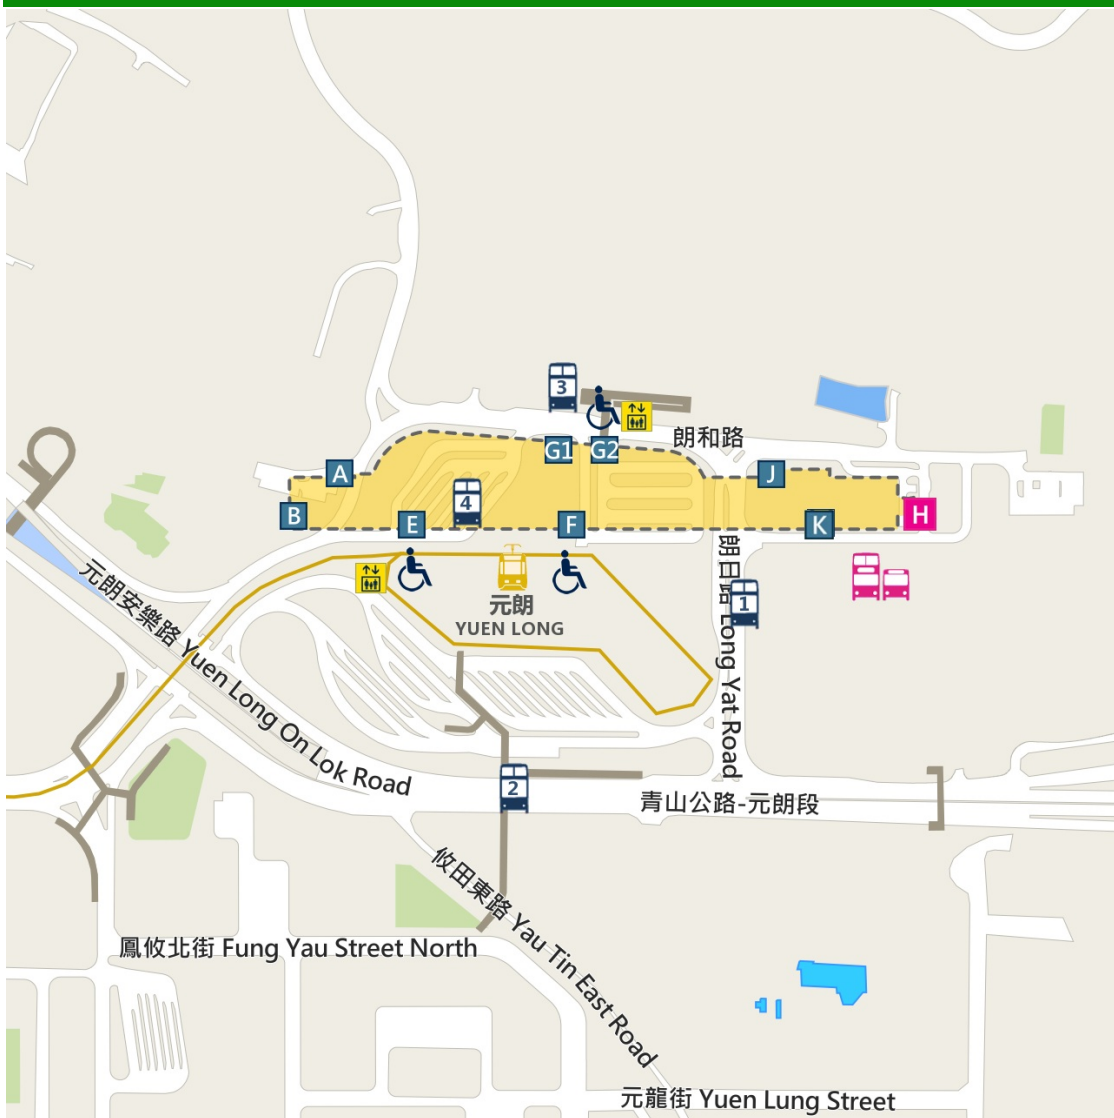 3
G1
G2
朗和路
A
J
4
B
H
E
F
K
元朗
YUEN LONG
1
朗日路 Long Yat Road
元朗安樂路 Yuen Long On Lok Road
2
青山公路-元朗段
攸田東路 Yau Tin East Road
鳳攸北街 Fung Yau Street North
元龍街 Yuen Lung Street